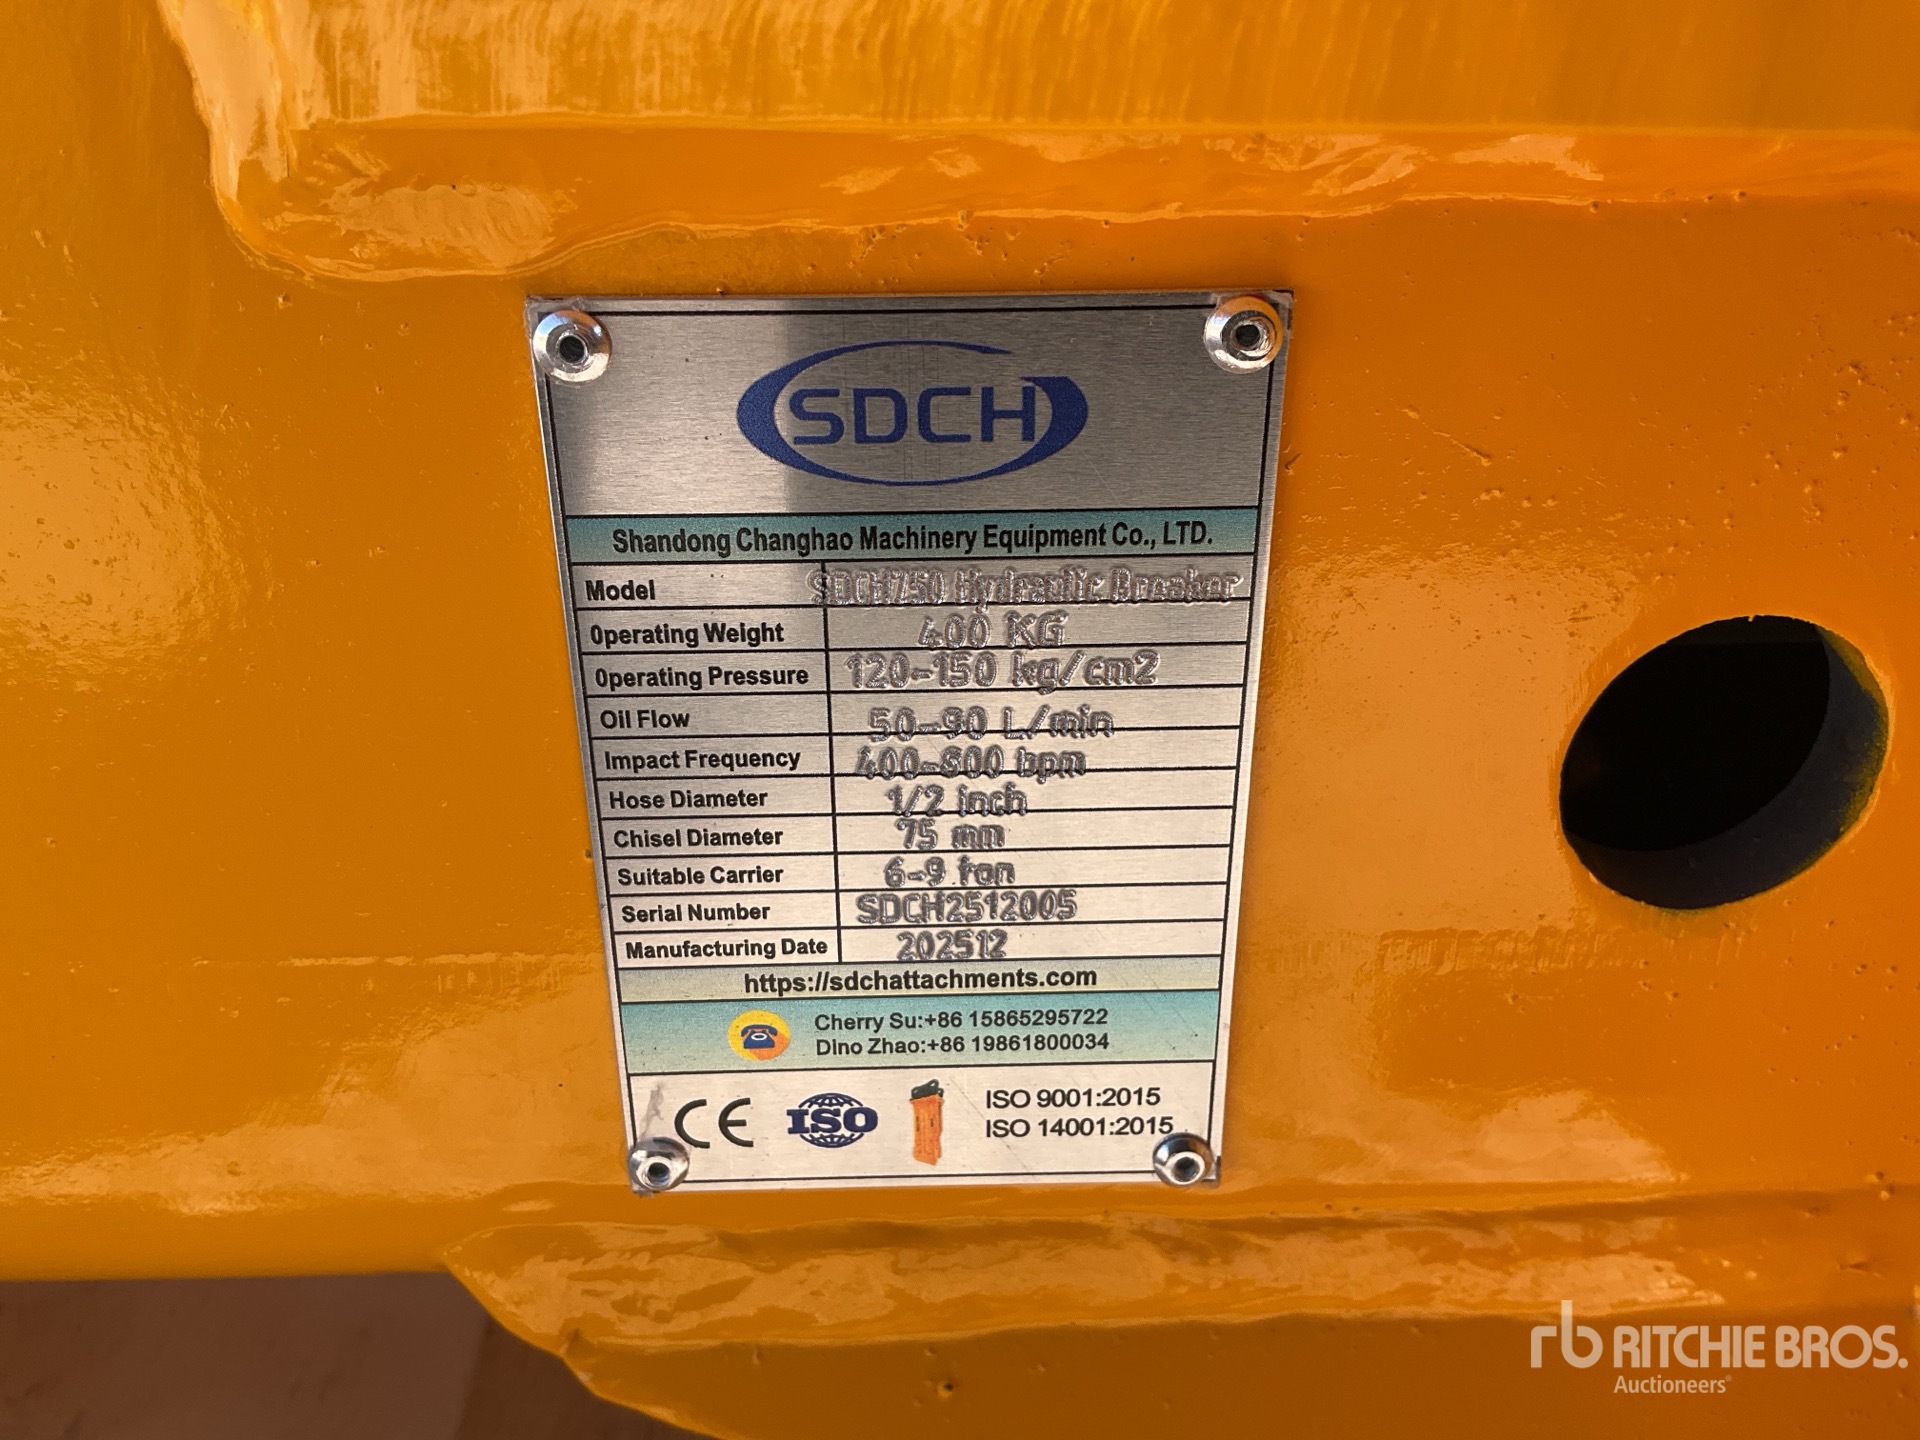 SDCH
Shandong Changhao Machinery Equipment Co., LTD.
Model SDCH750 Hydraulic Breaker
Operating Weight 400 KG
Operating Pressure 120-150 kg/cm2
Oil Flow 50-90 L/min
Impact Frequency 400-800 bpm
Hose Diameter 1/2 inch
Chisel Diameter 75 mm
Suitable Carrier 6-9 ton
Serial Number SDCH2512005
Manufacturing Date 202512
https://sdchattachments.com
Cherry Su:+86 15865295722
Dino Zhao:+86 19861800034
CE ISO ISO 9001:2015
ISO 14001:2015
rb RITCHIE BROS.
Auctioneers